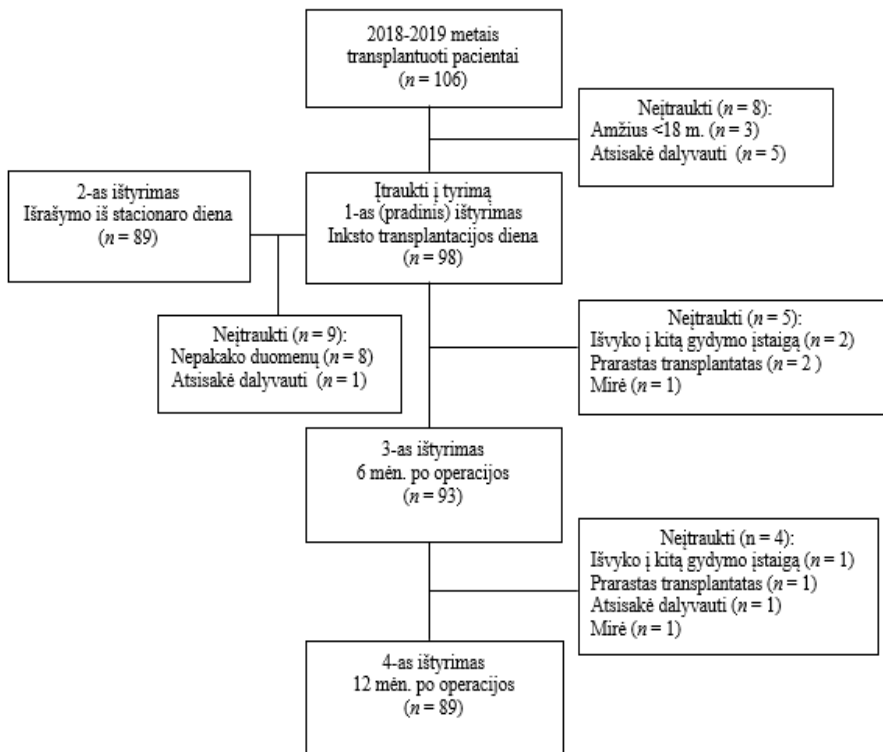 2018-2019 metais
transplantuoti pacientai
(n = 106)
Neįtraukti (n = 8):
Amžius <18 m. (n = 3)
Atsisakė dalyvauti (n = 5)
2-as ištyrimas
Išrašymo iš stacionaro diena
(n = 89)
Įtraukti į tyrimą
1-as (pradinis) ištyrimas
Inksto transplantacijos diena
(n = 98)
Neįtraukti (n = 9):
Nepakako duomenų (n = 8)
Atsisakė dalyvauti (n = 1)
Neįtraukti (n = 5):
Išvyko į kitą gydymo įstaigą (n = 2)
Prarastas transplantatas (n = 2 )
Mirė (n = 1)
3-as ištyrimas
6 mėn. po operacijos
(n = 93)
Neįtraukti (n = 4):
Išvyko į kitą gydymo įstaigą (n = 1)
Prarastas transplantatas (n = 1)
Atsisakė dalyvauti (n = 1)
Mirė (n = 1)
4-as ištyrimas
12 mėn. po operacijos
(n = 89)